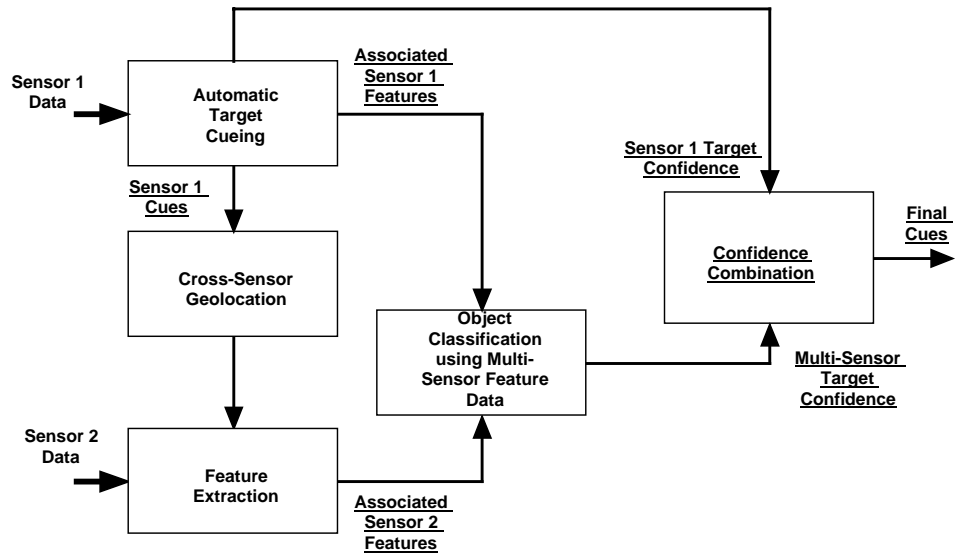 Sensor 1
Data
Automatic
Target
Cueing
Associated
Sensor 1
Features
Sensor 1
Cues
Cross-Sensor
Geolocation
Sensor 2
Data
Feature
Extraction
Associated
Sensor 2
Features
Object
Classification
using Multi-
Sensor Feature
Data
Sensor 1 Target
Confidence
Confidence
Combination
Multi-Sensor
Target
Confidence
Final
Cues